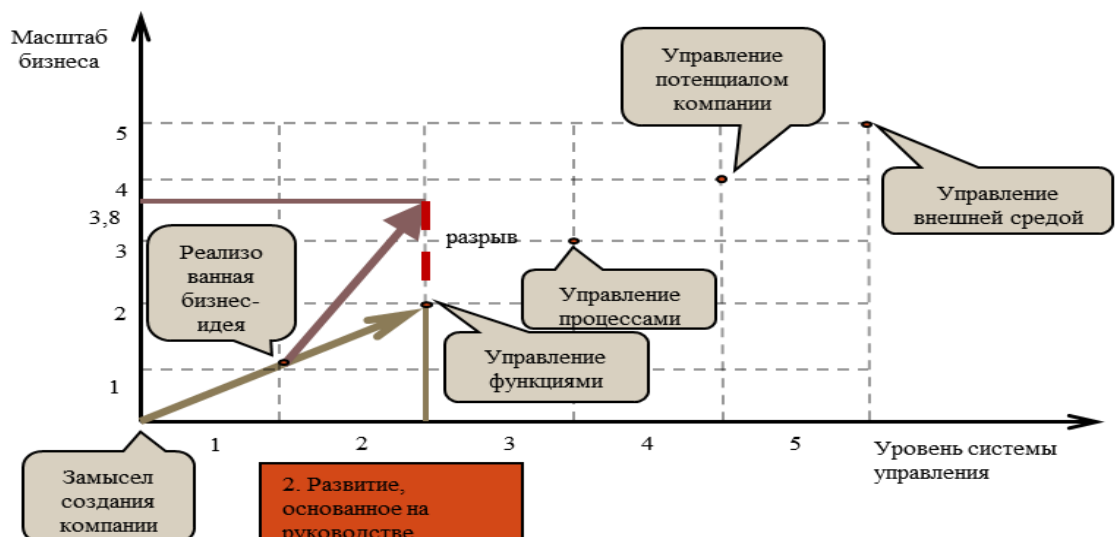 Масштаб
бизнеса
5
4
3,8
3
2
1
Управление
потенциалом
компании
Управление
внешней средой
разрыв
Реализо
ванная
бизнес-
идея
Управление
процессами
Управление
функциями
1
2
3
4
5
Уровень системы
управления
Замысел
создания
компании
2. Развитие,
основанное на
руководстве